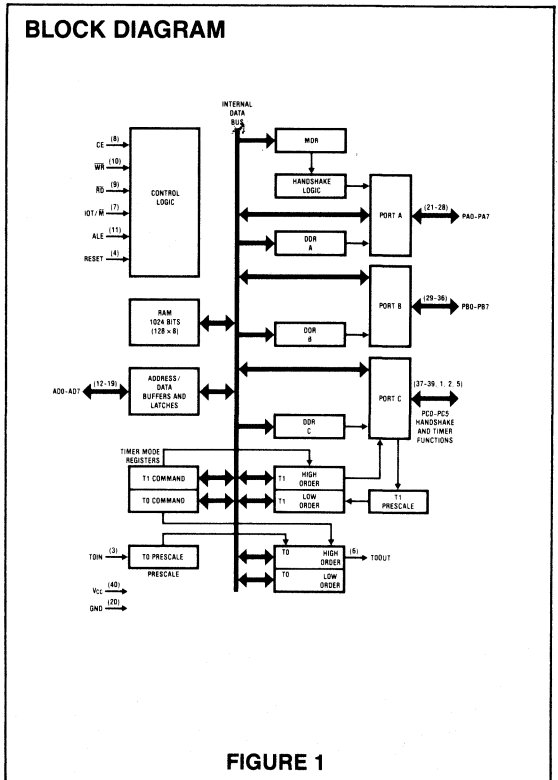 BLOCK DIAGRAM
INTERNAL
DATA
BUS
CE (8)
WR (10)
RD (9)
IOT/M (7)
ALE (11)
RESET (4)
CONTROL
LOGIC
MDR
HANDSHAKE
LOGIC
PORT A
(21-28)
PA0-PA7
DDR
A
RAM
1024 BITS
(128 × 8)
PORT B
(29-36)
PB0-PB7
DDR
B
AD0-AD7
(12-19)
ADDRESS/
DATA
BUFFERS AND
LATCHES
PORT C
(37-39, 1, 2, 5)
PC0-PC5
HANDSHAKE
AND TIMER
FUNCTIONS
DDR
C
TIMER MODE
REGISTERS
T1 COMMAND
T0 COMMAND
T1 HIGH
ORDER
T1 LOW
ORDER
T1
PRESCALE
T0IN (3)
T0 PRESCALE
PRESCALE
T0 HIGH
ORDER
T0 LOW
ORDER
(6) T0OUT
VCC (40)
GND (20)
FIGURE 1